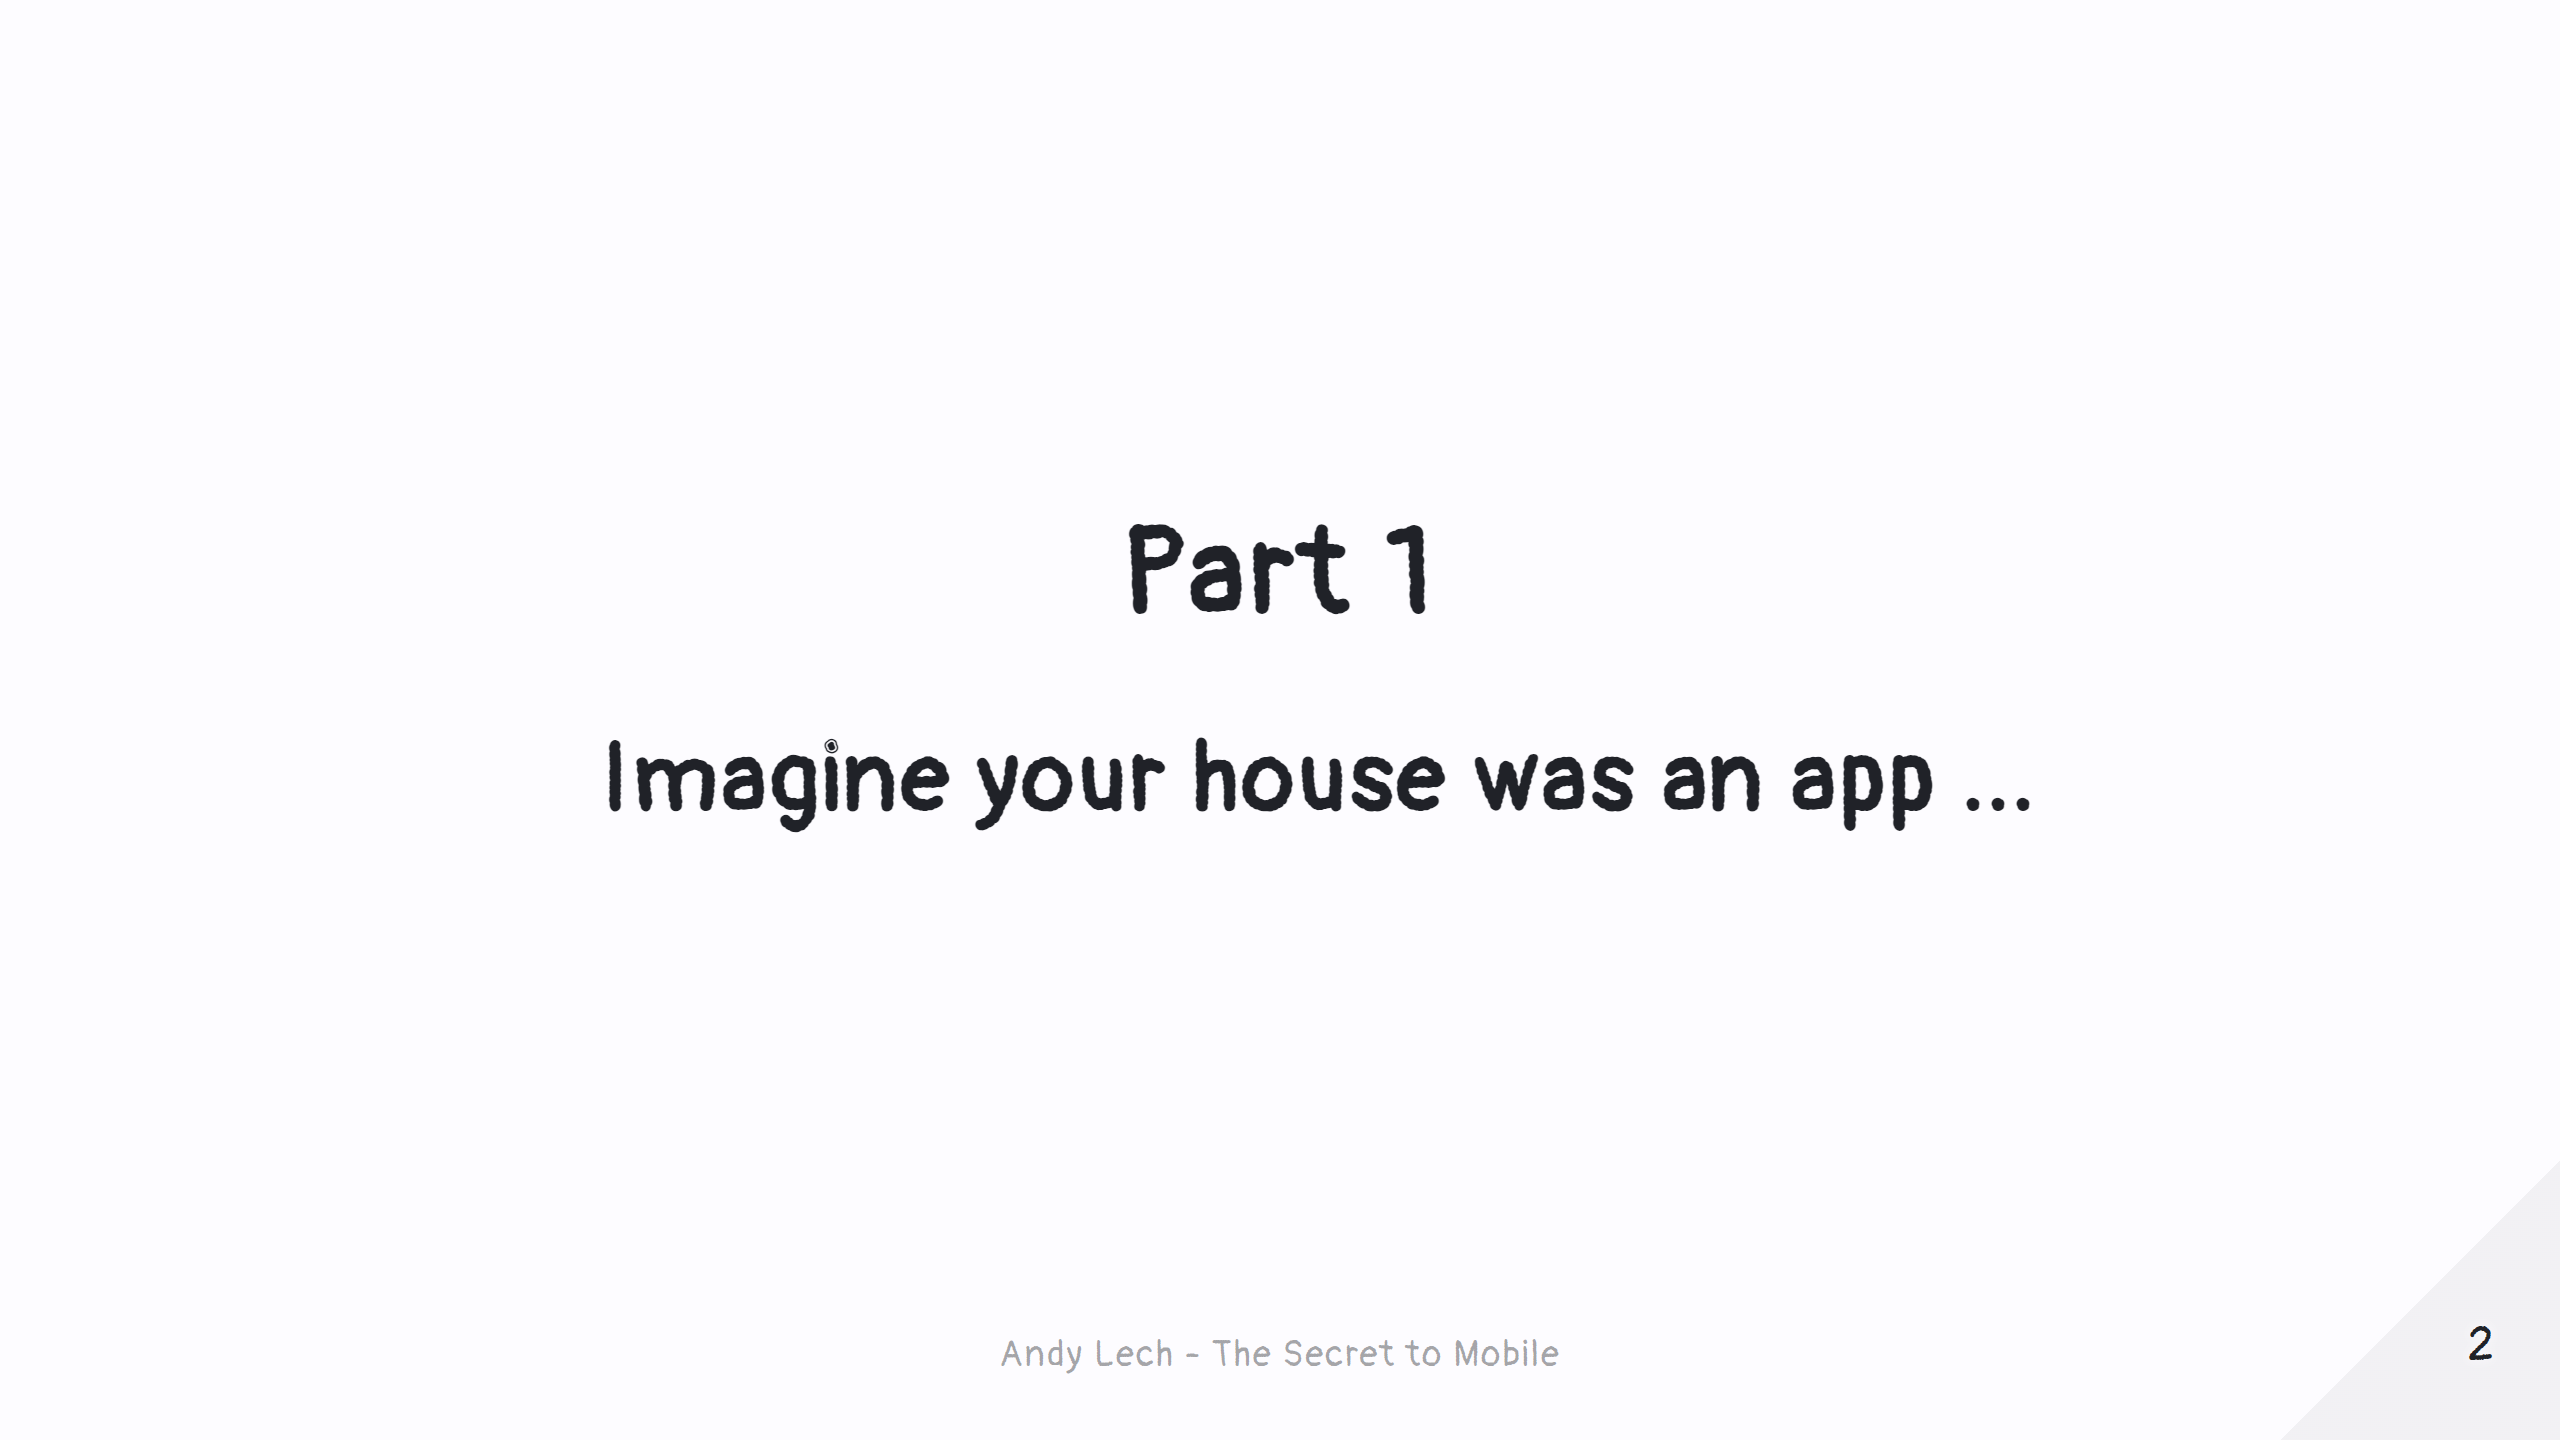 Part 1
Imagine your house was an app ...
Andy Lech - The Secret to Mobile
2